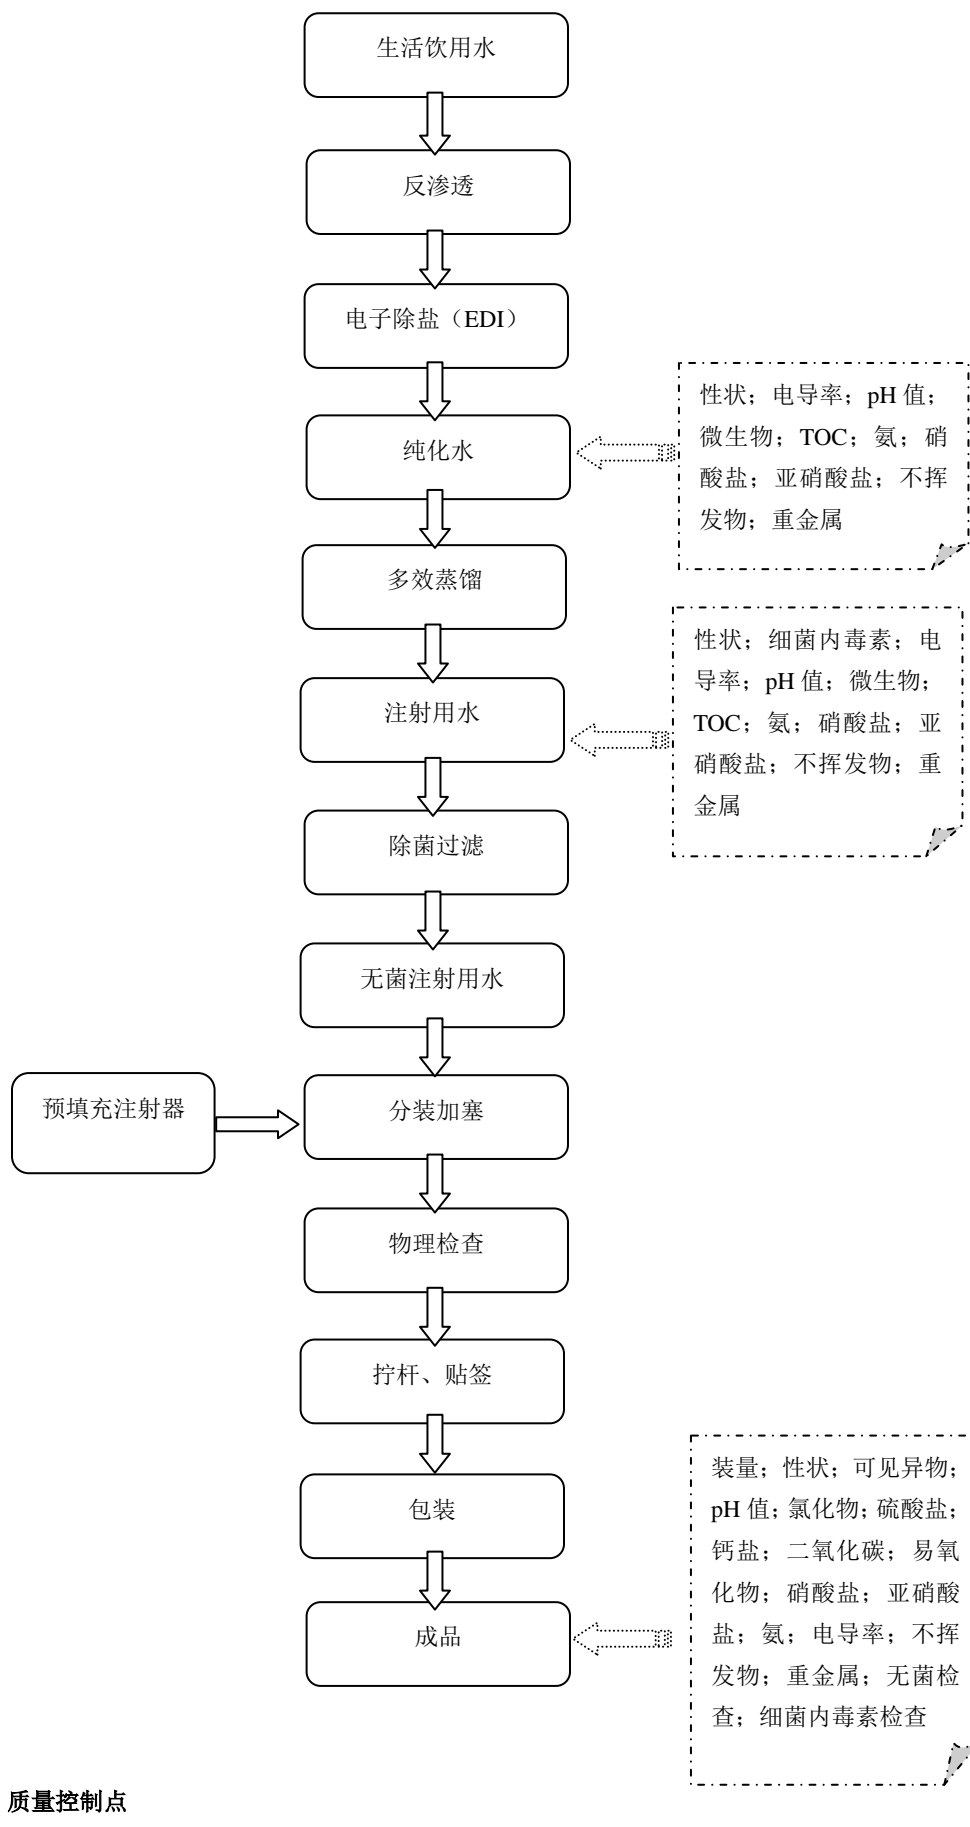 生活饮用水
反渗透
电子除盐（EDI）
纯化水
性状；电导率；pH 值；
微生物；TOC；氨；硝
酸盐；亚硝酸盐；不挥
发物；重金属
多效蒸馏
注射用水
性状；细菌内毒素；电
导率；pH 值；微生物；
TOC；氨；硝酸盐；亚
硝酸盐；不挥发物；重
金属
除菌过滤
无菌注射用水
预填充注射器
分装加塞
物理检查
拧杆、贴签
包装
成品
装量；性状；可见异物；
pH 值；氯化物；硫酸盐；
钙盐；二氧化碳；易氧
化物；硝酸盐；亚硝酸
盐；氨；电导率；不挥
发物；重金属；无菌检
查；细菌内毒素检查
质量控制点